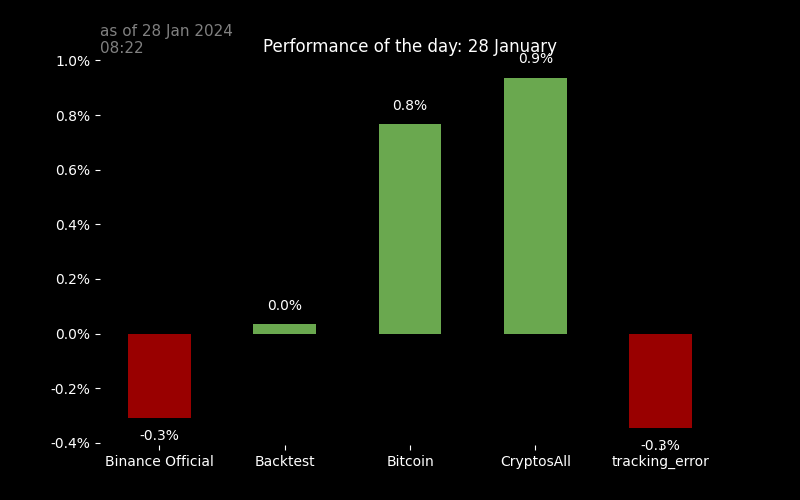 as of 28 Jan 2024
08:22
Performance of the day: 28 January
1.0%
0.8%
0.6%
0.4%
0.2%
0.0%
-0.2%
-0.4%
-0.3%
0.0%
0.8%
0.9%
-0.3%
Binance Official
Backtest
Bitcoin
CryptosAll
tracking_error